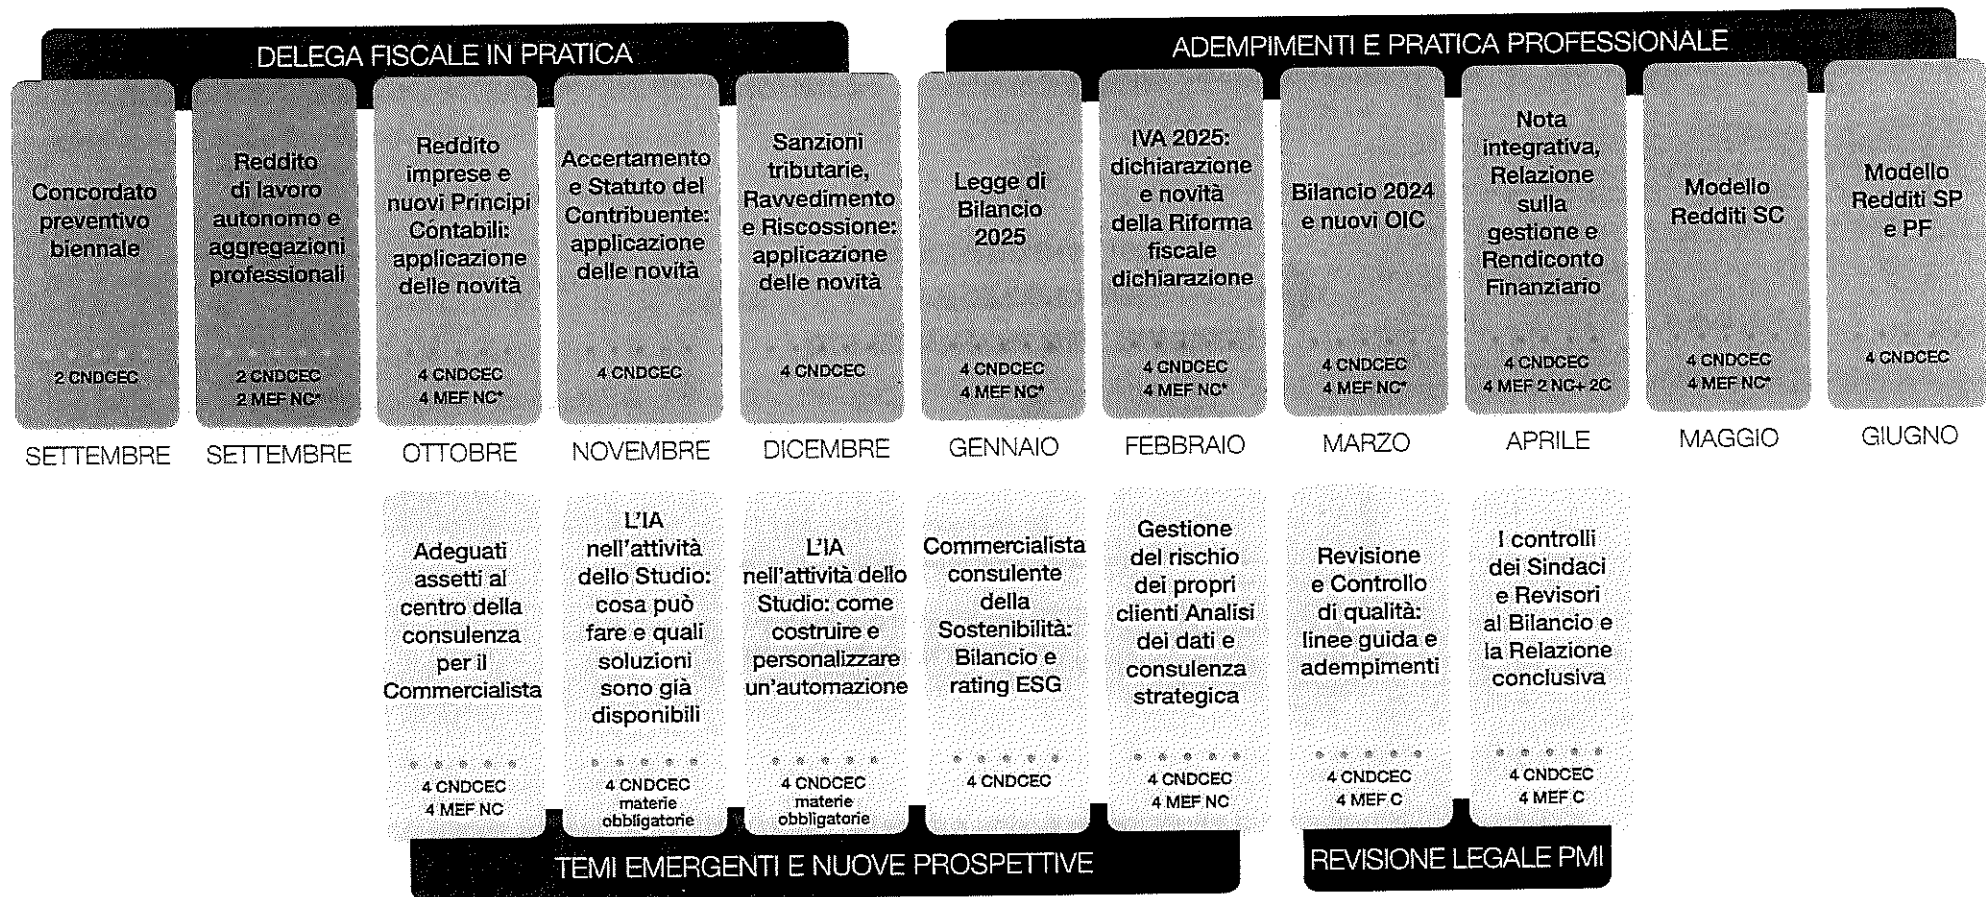 DELEGA FISCALE IN PRATICA
Concordato
preventivo
biennale
2 CNDCEC
SETTEMBRE
Reddito
di lavoro
autonomo e
aggregazioni
professionali
2 CNDCEC
2 MEF NC*
SETTEMBRE
Reddito
imprese e
nuovi Principi
Contabili:
applicazione
delle novità
4 CNDCEC
4 MEF NC*
OTTOBRE
Accertamento
e Statuto del
Contribuente:
applicazione
delle novità
4 CNDCEC
NOVEMBRE
Sanzioni
tributarie,
Ravvedimento
e Riscossione:
applicazione
delle novità
4 CNDCEC
DICEMBRE
ADEMPIMENTI E PRATICA PROFESSIONALE
Legge di
Bilancio
2025
4 CNDCEC
4 MEF NC*
GENNAIO
IVA 2025:
dichiarazione
e novità
della Riforma
fiscale
dichiarazione
4 CNDCEC
4 MEF NC*
FEBBRAIO
Bilancio 2024
e nuovi OIC
4 CNDCEC
4 MEF NC*
MARZO
Nota
integrativa,
Relazione
sulla
gestione e
Rendiconto
Finanziario
4 CNDCEC
4 MEF 2 NC+ 2C
APRILE
Modello
Redditi SC
4 CNDCEC
4 MEF NC*
MAGGIO
Modello
Redditi SP
e PF
4 CNDCEC
GIUGNO
Adeguati
assetti al
centro della
consulenza
per il
Commercialista
4 CNDCEC
4 MEF NC
L'IA
nell'attività
dello Studio:
cosa può
fare e quali
soluzioni
sono già
disponibili
4 CNDCEC
materie
obbligatorie
L'IA
nell'attività dello
Studio: come
costruire e
personalizzare
un'automazione
4 CNDCEC
materie
obbligatorie
Commercialista
consulente
della
Sostenibilità:
Bilancio e
rating ESG
4 CNDCEC
Gestione
del rischio
dei propri
clienti Analisi
dei dati e
consulenza
strategica
4 CNDCEC
4 MEF NC
TEMI EMERGENTI E NUOVE PROSPETTIVE
Revisione
e Controllo
di qualità:
linee guida e
adempimenti
4 CNDCEC
4 MEF C
I controlli
dei Sindaci
e Revisori
al Bilancio e
la Relazione
conclusiva
4 CNDCEC
4 MEF C
REVISIONE LEGALE PMI